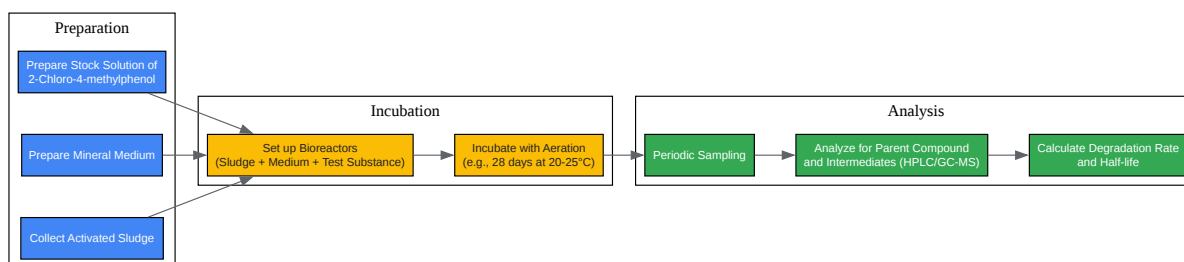 Preparation
Prepare Stock Solution of
2-Chloro-4-methylphenol
Prepare Mineral Medium
Collect Activated Sludge
Incubation
Set up Bioreactors
(Sludge + Medium + Test Substance)
Incubate with Aeration
(e.g., 28 days at 20-25°C)
Analysis
Periodic Sampling
Analyze for Parent Compound
and Intermediates (HPLC/GC-MS)
Calculate Degradation Rate
and Half-life